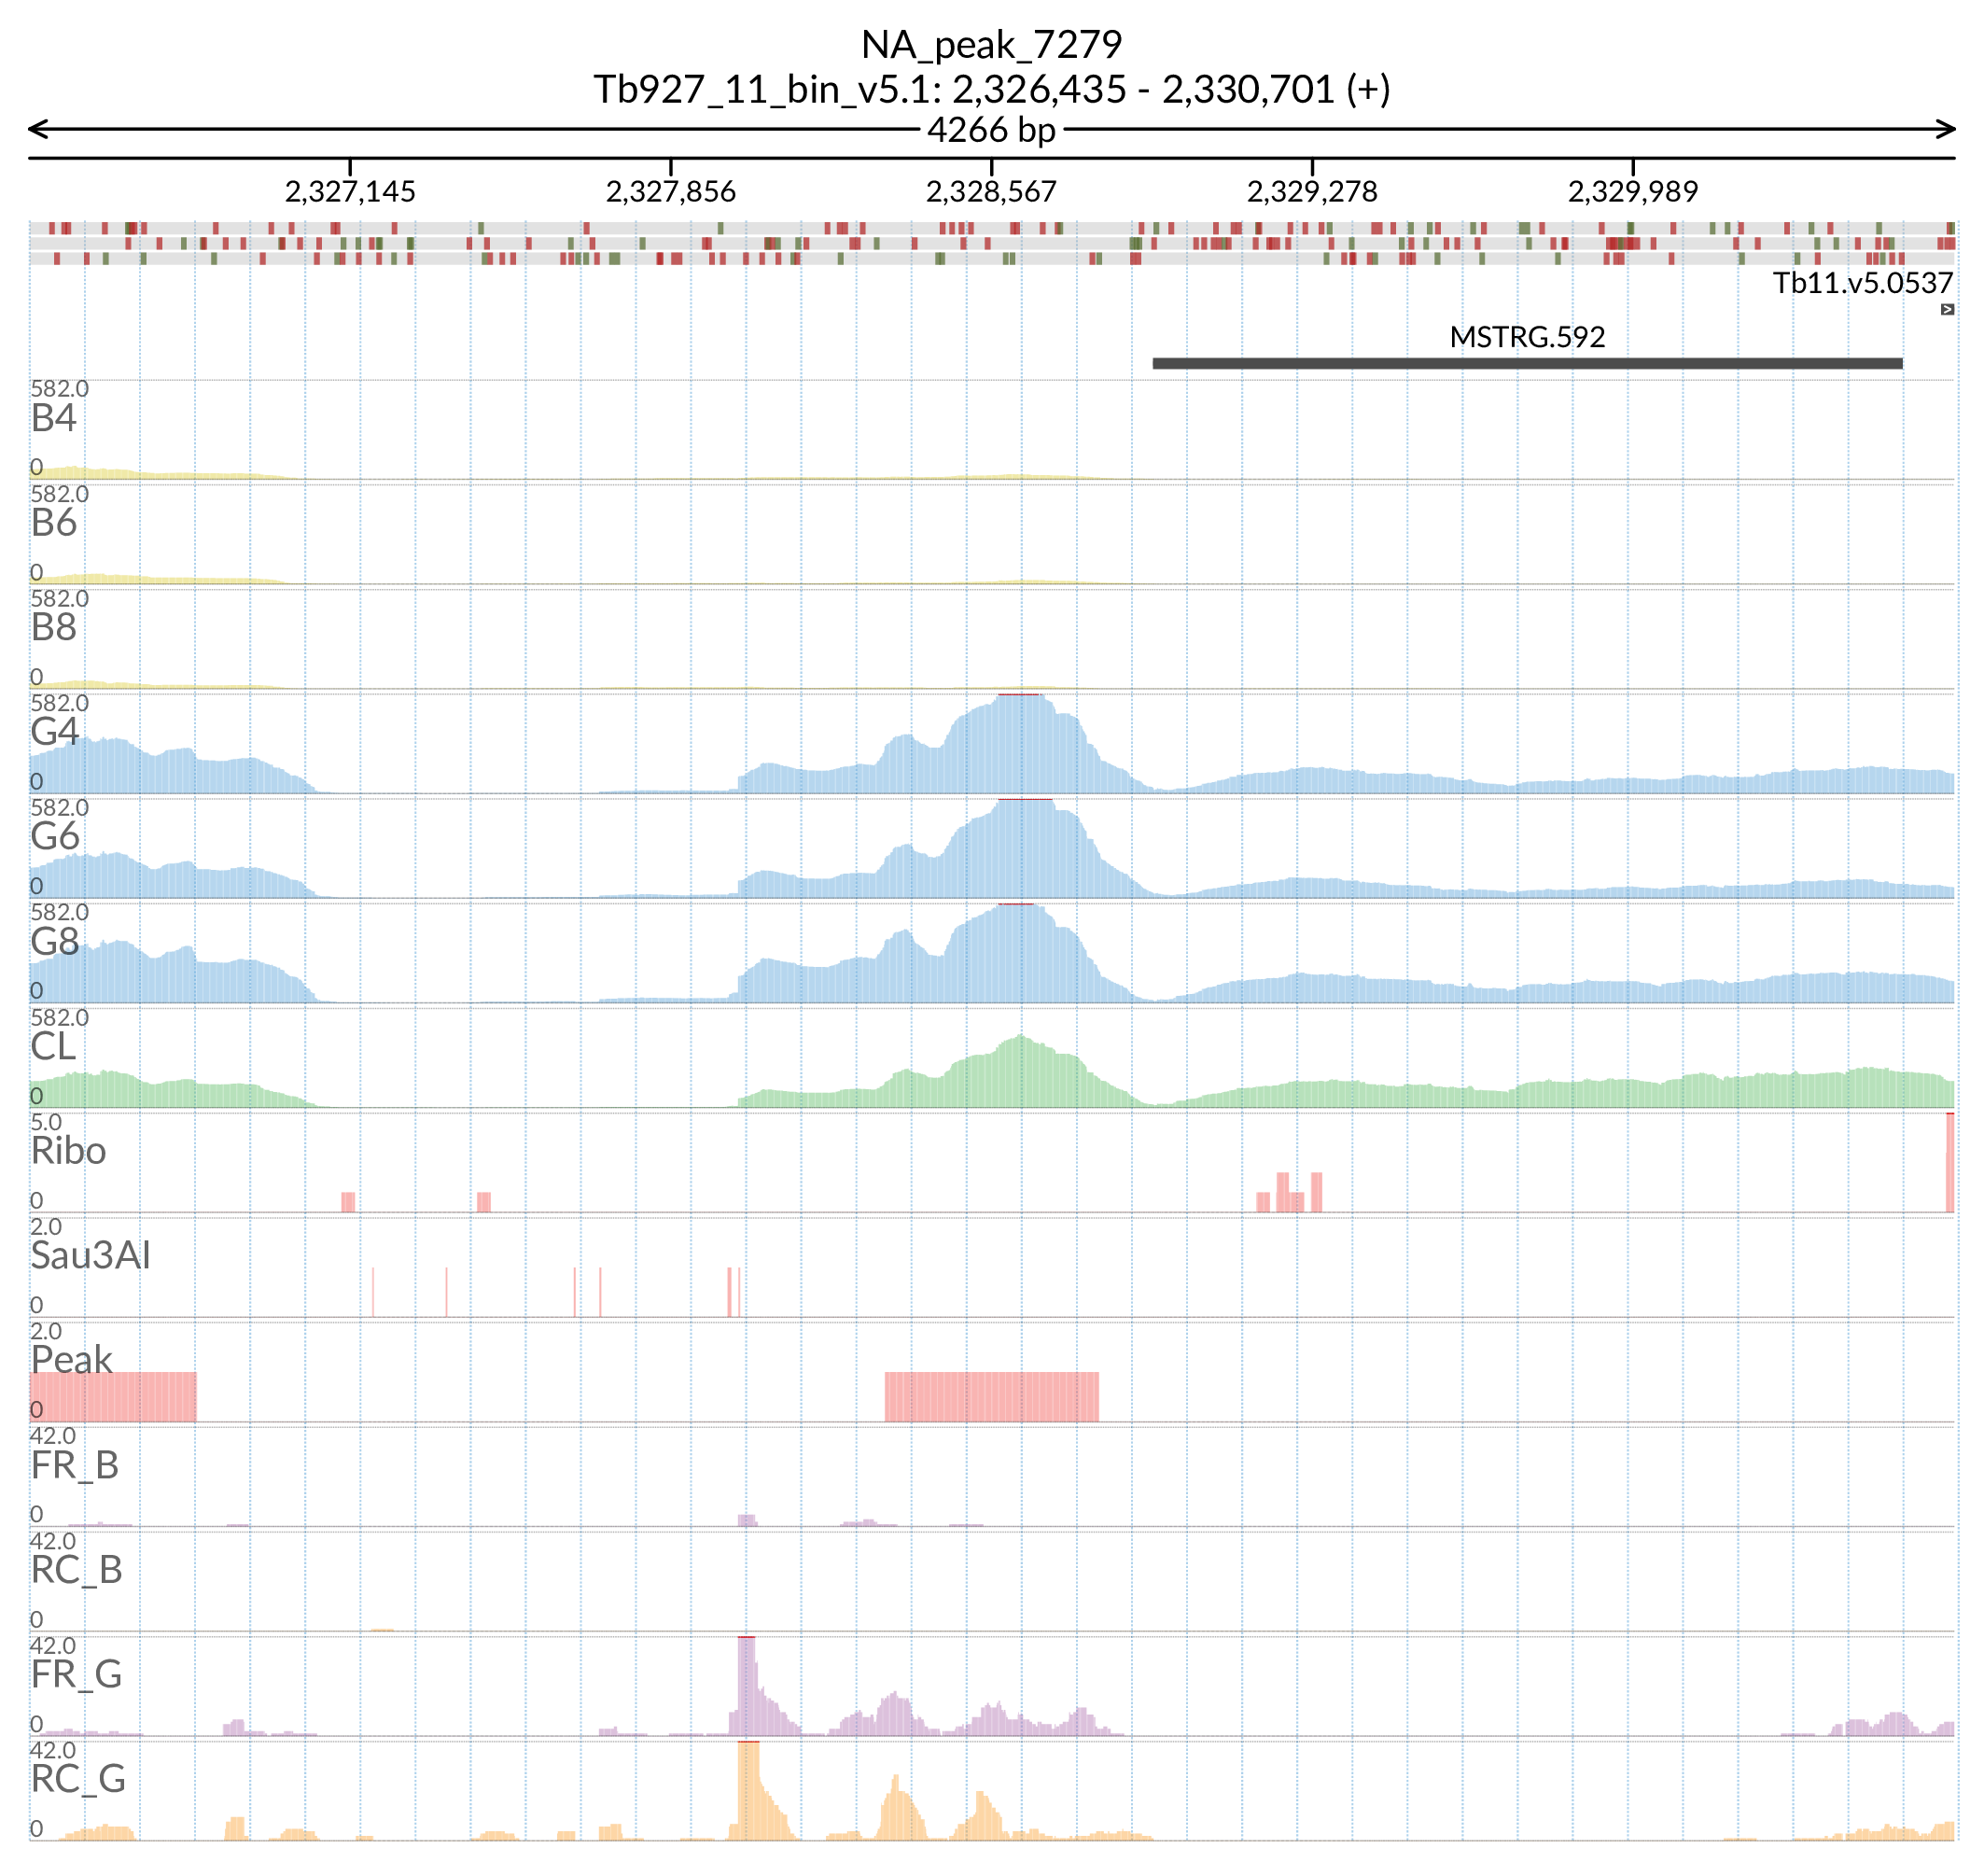 NA_peak_7279
Tb927_11_bin_v5.1: 2,326,435 - 2,330,701 (+)
4266 bp
2,327,145 2,327,856 2,328,567 2,329,278 2,329,989
Tb11.v5.0537
>
MSTRG.592
582.0
B4
0
582.0
B6
0
582.0
B8
0
582.0
G4
0
582.0
G6
0
582.0
G8
0
582.0
CL
0
5.0
Ribo
0
2.0
Sau3AI
0
2.0
Peak
0
42.0
FR_B
0
42.0
RC_B
0
42.0
FR_G
0
42.0
RC_G
0